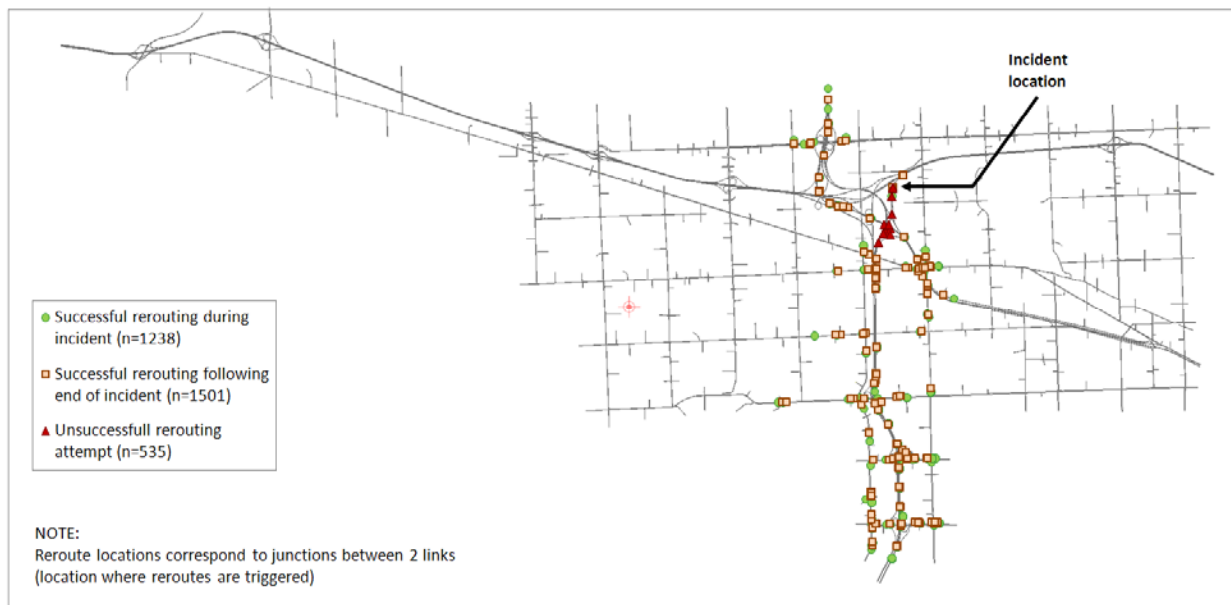 Incident
location
Successful rerouting during
incident (n=1238)
Successful rerouting following
end of incident (n=1501)
Unsuccessfull rerouting
attempt (n=535)
NOTE:
Reroute locations correspond to junctions between 2 links
(location where reroutes are triggered)